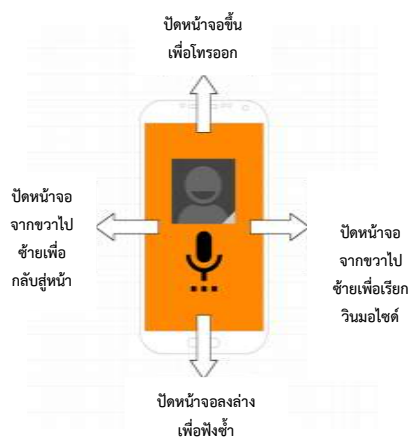 ปัดหน้าจอขึ้น
เพื่อโทรออก
ปัดหน้าจอ
จากขวาไป
ซ้ายเพื่อ
กลับสู่หน้า
ปัดหน้าจอ
จากขวาไป
ซ้ายเพื่อเรียก
วินมอไซด์
ปัดหน้าจอลงล่าง
เพื่อฟังซ้ำ